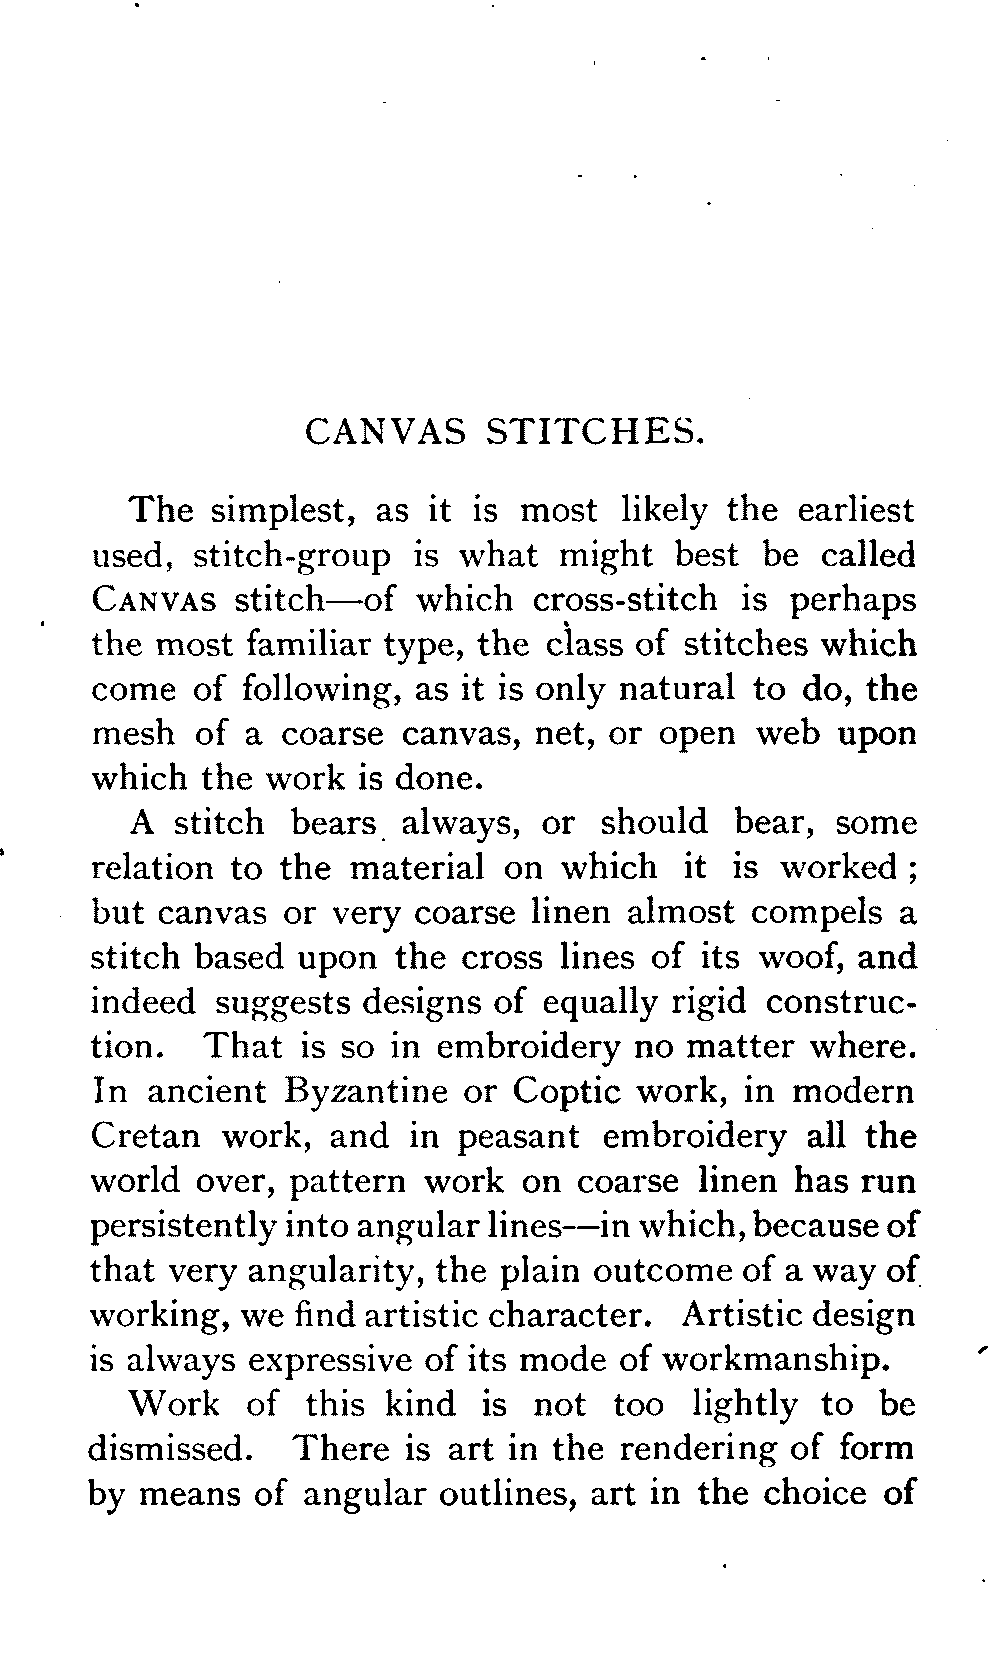 CANVAS STITCHES.
The simplest, as it is most likely the earliest
used, stitch-group is what might best be called
CANVAS stitch—of which cross-stitch is perhaps
the most familiar type, the class of stitches which
come of following, as it is only natural to do, the
mesh of a coarse canvas, net, or open web upon
which the work is done.
A stitch bears always, or should bear, some
relation to the material on which it is worked ;
but canvas or very coarse linen almost compels a
stitch based upon the cross lines of its woof, and
indeed suggests designs of equally rigid construc-
tion. That is so in embroidery no matter where.
In ancient Byzantine or Coptic work, in modern
Cretan work, and in peasant embroidery all the
world over, pattern work on coarse linen has run
persistently into angular lines—in which, because of
that very angularity, the plain outcome of a way of
working, we find artistic character. Artistic design
is always expressive of its mode of workmanship.
Work of this kind is not too lightly to be
dismissed. There is art in the rendering of form
by means of angular outlines, art in the choice of